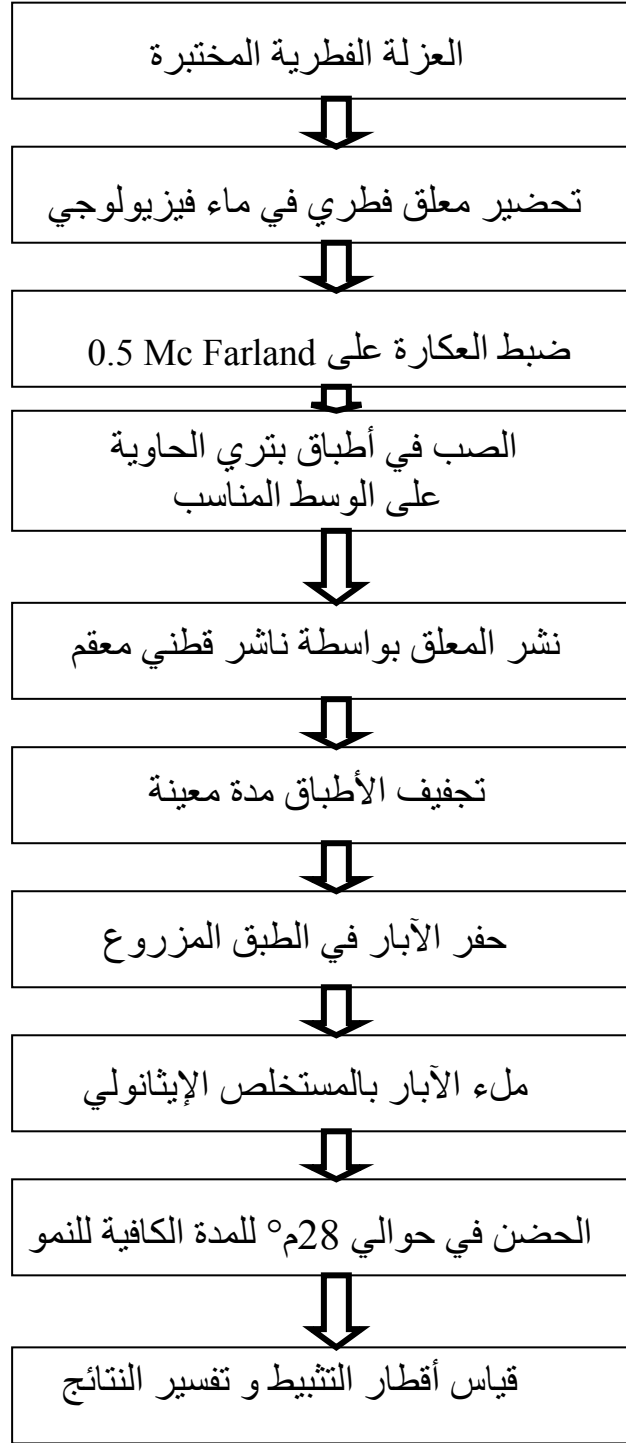 العزلة الفطرية المختبرة
تحضير معلق فطري في ماء فيزيولوجي
ضبط العكارة على 0.5 Mc Farland
الصب في أطباق بتري الحاوية
على الوسط المناسب
نشر المعلق بواسطة ناشر قطني معقم
تجفيف الأطباق مدة معينة
حفر الآبار في الطبق المزروع
ملء الآبار بالمستخلص الإيثانولي
الحضن في حوالي 28م° للمدة الكافية للنمو
قياس أقطار التثبيط و تفسير النتائج